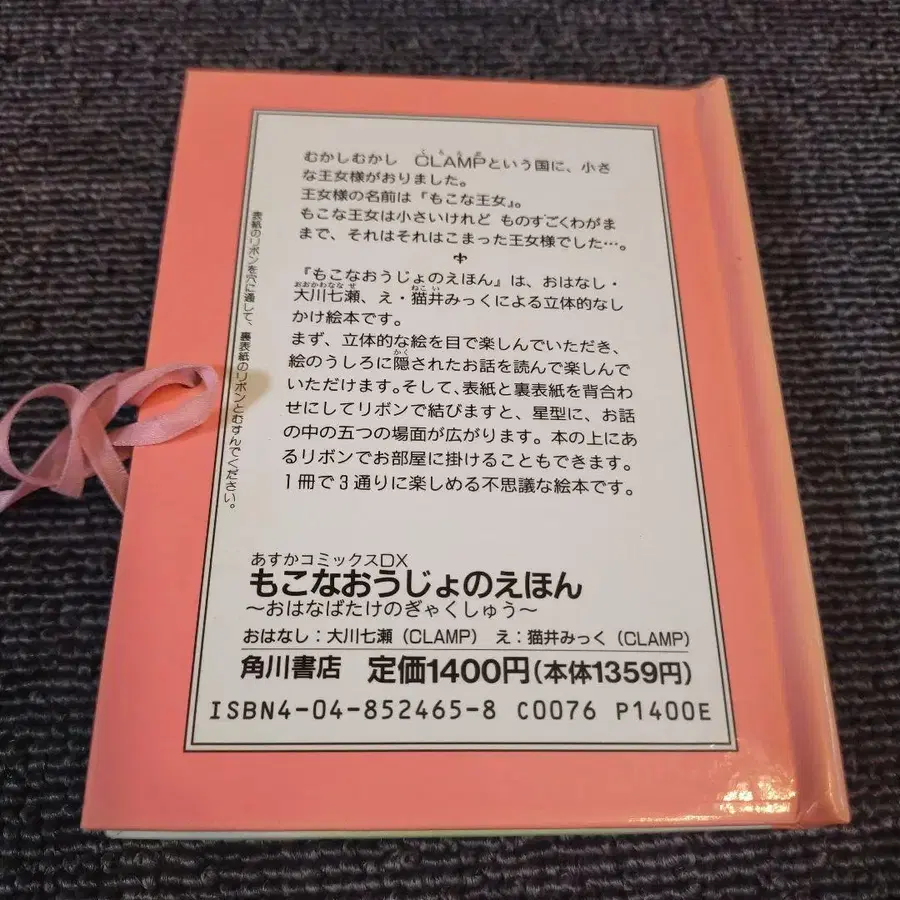 むかしむかし　CLAMPという国に、小さ
な王女様がおりました。
王女様の名前は『もこな王女』。
もこな王女は小さいけれど ものすごくわがま
まで、それはそれはこまった王女様でした…。
『もこなおうじょのえほん』は、おはなし・
大川七瀬、え・猫井みっくによる立体的なし
かけ絵本です。
まず、立体的な絵を目で楽しんでいただき、
絵のうしろに隠されたお話を読んで楽しんで
いただけます。そして、表紙と裏表紙を背合わ
せにしてリボンで結びますと、星型に、お話
の中の五つの場面が広がります。本の上にあ
るリボンでお部屋に掛けることもできます。
1冊で3通りに楽しめる不思議な絵本です。
表紙のリボンを穴に通して、裏表紙のリボンとむすんでください。
あすかコミックスDX
もこなおうじょのえほん
〜おはなばたけのぎゃくしゅう〜
おはなし：大川七瀬（CLAMP）　え：猫井みっく（CLAMP）
角川書店　定価1400円（本体1359円）
ISBN4-04-852465-8 C0076 P1400E